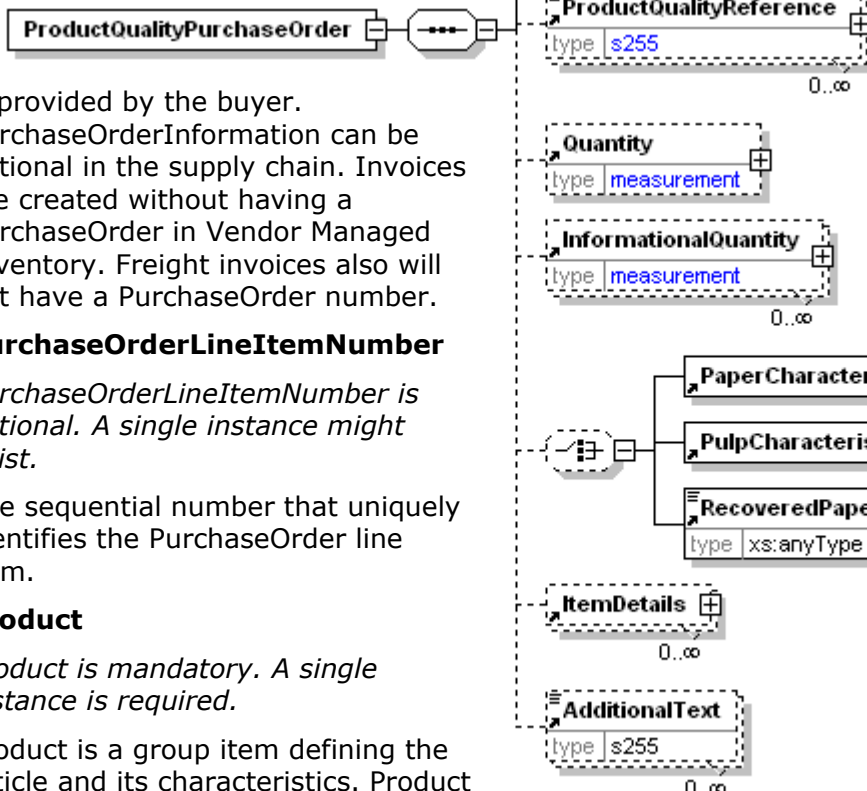 ProductQualityPurchaseOrder
provided by the buyer.
rchaseOrderInformation can be
tional in the supply chain. Invoices
e created without having a
rchaseOrder in Vendor Managed
ventory. Freight invoices also will
t have a PurchaseOrder number.
urchaseOrderLineItemNumber
rchaseOrderLineItemNumber is
tional. A single instance might
ist.
e sequential number that uniquely
entifies the PurchaseOrder line
m.
oduct
oduct is mandatory. A single
stance is required.
oduct is a group item defining the
ticle and its characteristics. Product
ProductQualityReference
type s255
0..∞
Quantity
type measurement
InformationalQuantity
type measurement
0..∞
PaperCharacter
PulpCharacteris
RecoveredPape
type xs:anyType
ItemDetails
0..∞
AdditionalText
type s255
0..∞